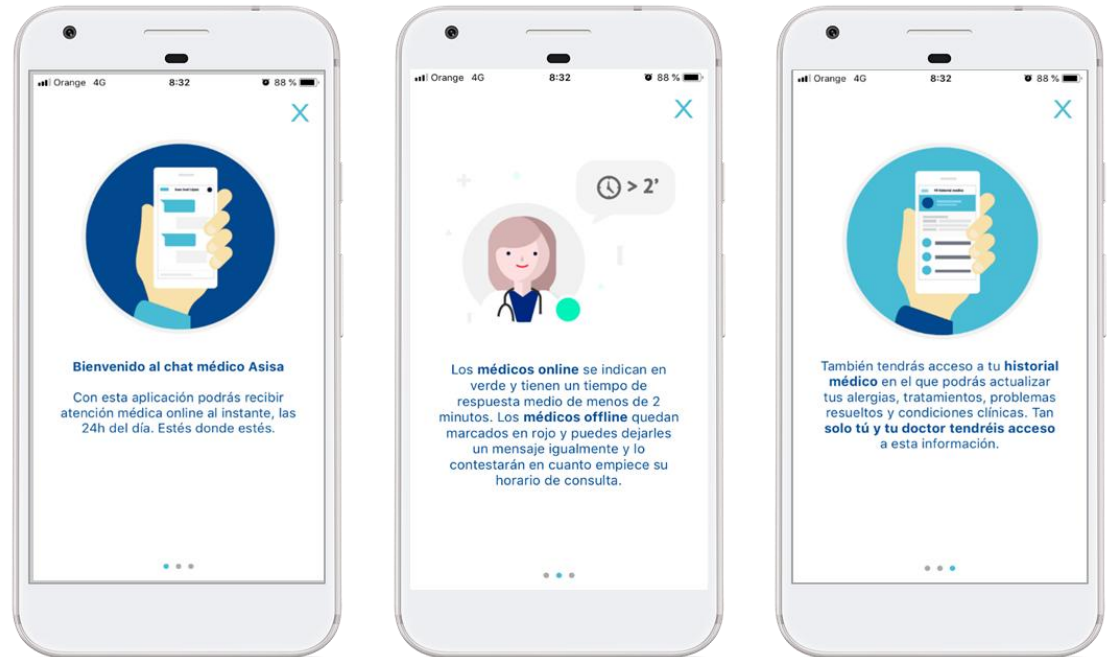 Orange 4G 8:32 88 %
X
Bienvenido al chat médico Asisa
Con esta aplicación podrás recibir
atención médica online al instante, las
24h del día. Estés donde estés.
Orange 4G 8:32 88 %
X
> 2'
Los médicos online se indican en
verde y tienen un tiempo de
respuesta medio de menos de 2
minutos. Los médicos offline quedan
marcados en rojo y puedes dejarles
un mensaje igualmente y lo
contestarán en cuanto empiece su
horario de consulta.
Orange 4G 8:32 88 %
X
Mi historial médico
También tendrás acceso a tu historial
médico en el que podrás actualizar
tus alergias, tratamientos, problemas
resueltos y condiciones clínicas. Tan
solo tú y tu doctor tendréis acceso
a esta información.